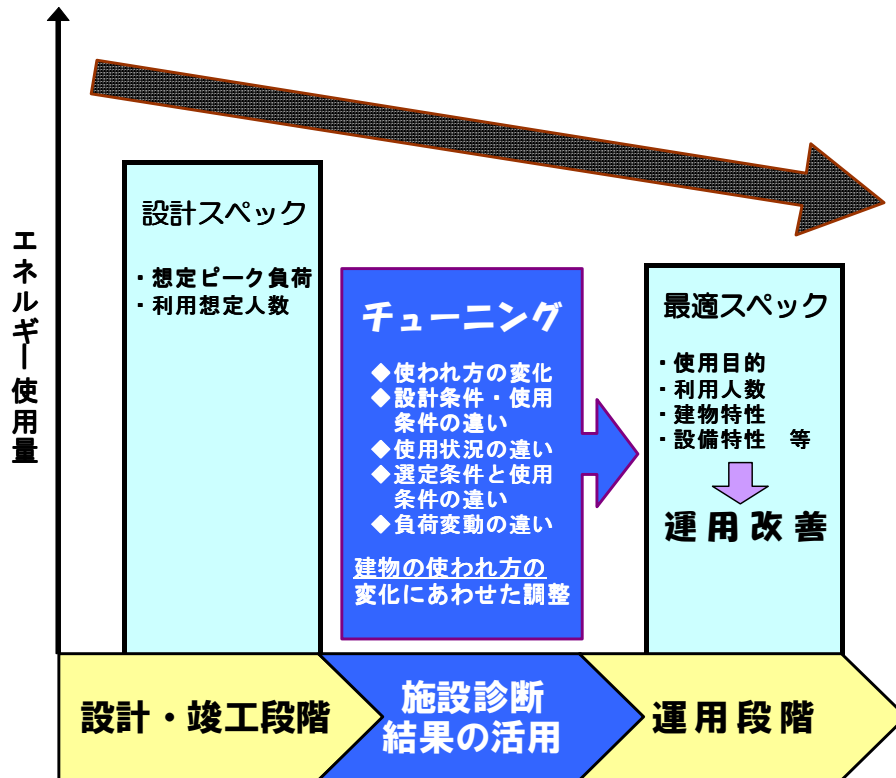 エネルギー使用量
設計スペック
・想定ピーク負荷
・利用想定人数
チューニング
◆使われ方の変化
◆設計条件・使用
条件の違い
◆使用状況の違い
◆選定条件と使用
条件の違い
◆負荷変動の違い
建物の使われ方の
変化にあわせた調整
最適スペック
・使用目的
・利用人数
・建物特性
・設備特性　等
運用改善
設計・竣工段階
施設診断
結果の活用
運用段階